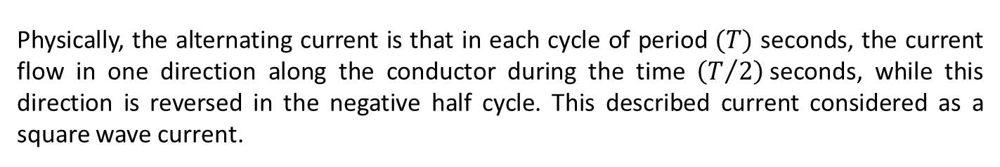 Physically, the alternating current is that in each cycle of period (T) seconds, the current
flow in one direction along the conductor during the time (T/2) seconds, while this
direction is reversed in the negative half cycle. This described current considered as a
square wave current.